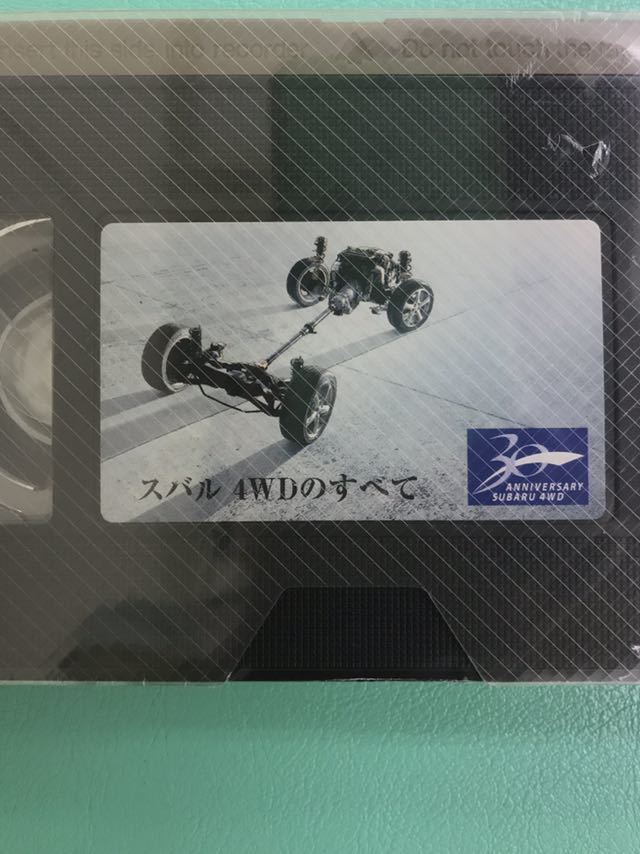 insert this side into recorder
Do not touch the ta
スバル 4WDのすべて
30
ANNIVERSARY
SUBARU 4WD